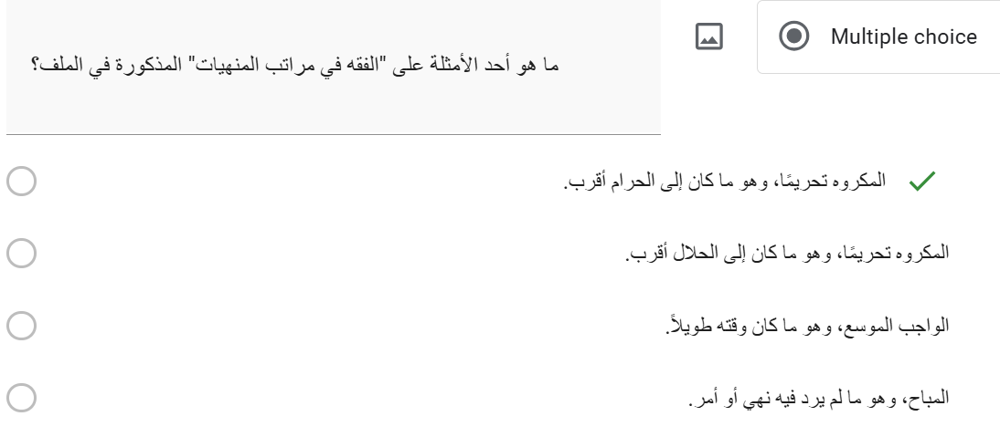 Multiple choice
ما هو أحد الأمثلة على "الفقه في مراتب المنهيات" المذكورة في الملف؟
المكروه تحريمًا، وهو ما كان إلى الحرام أقرب.
المكروه تحريمًا، وهو ما كان إلى الحلال أقرب.
الواجب الموسع، وهو ما كان وقته طويلاً.
المباح، وهو ما لم يرد فيه نهي أو أمر.